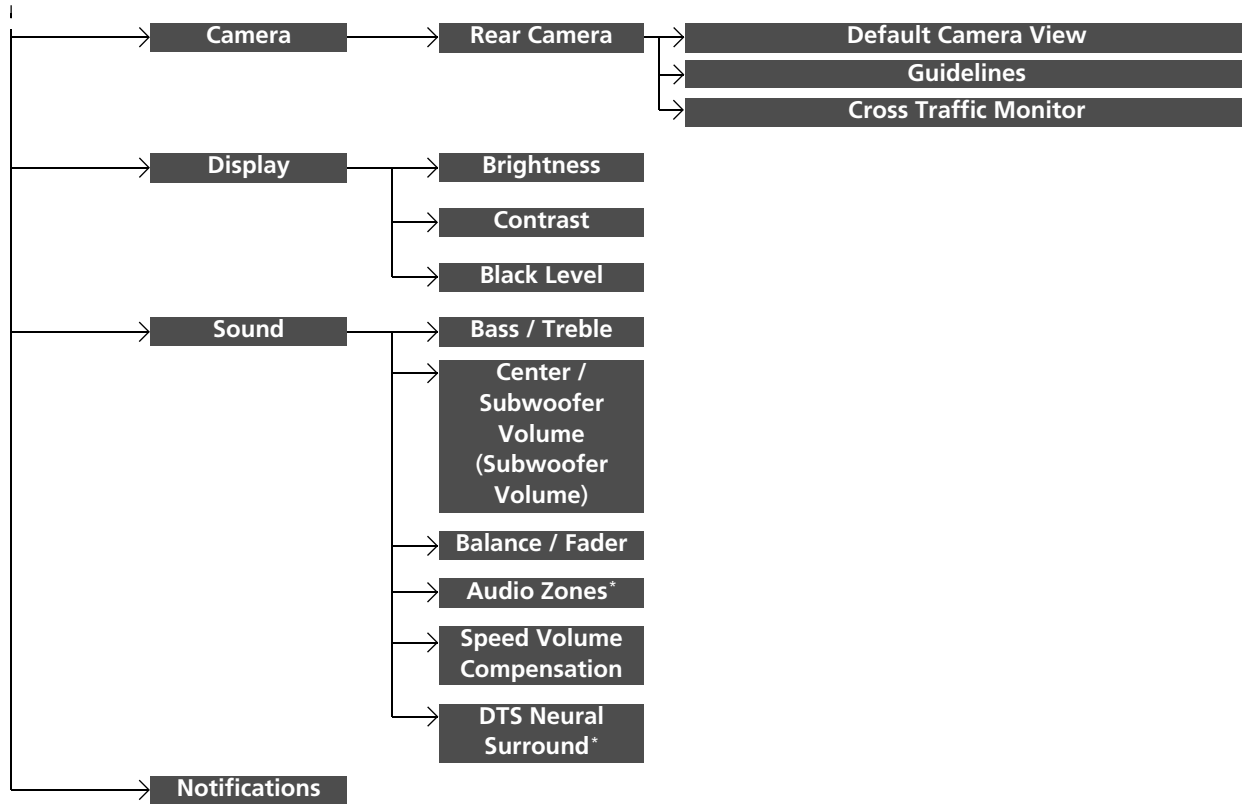 Camera
Rear Camera
Default Camera View
Guidelines
Cross Traffic Monitor
Display
Brightness
Contrast
Black Level
Sound
Bass / Treble
Center /
Subwoofer
Volume
(Subwoofer
Volume)
Balance / Fader
Audio Zones*
Speed Volume
Compensation
DTS Neural
Surround*
Notifications